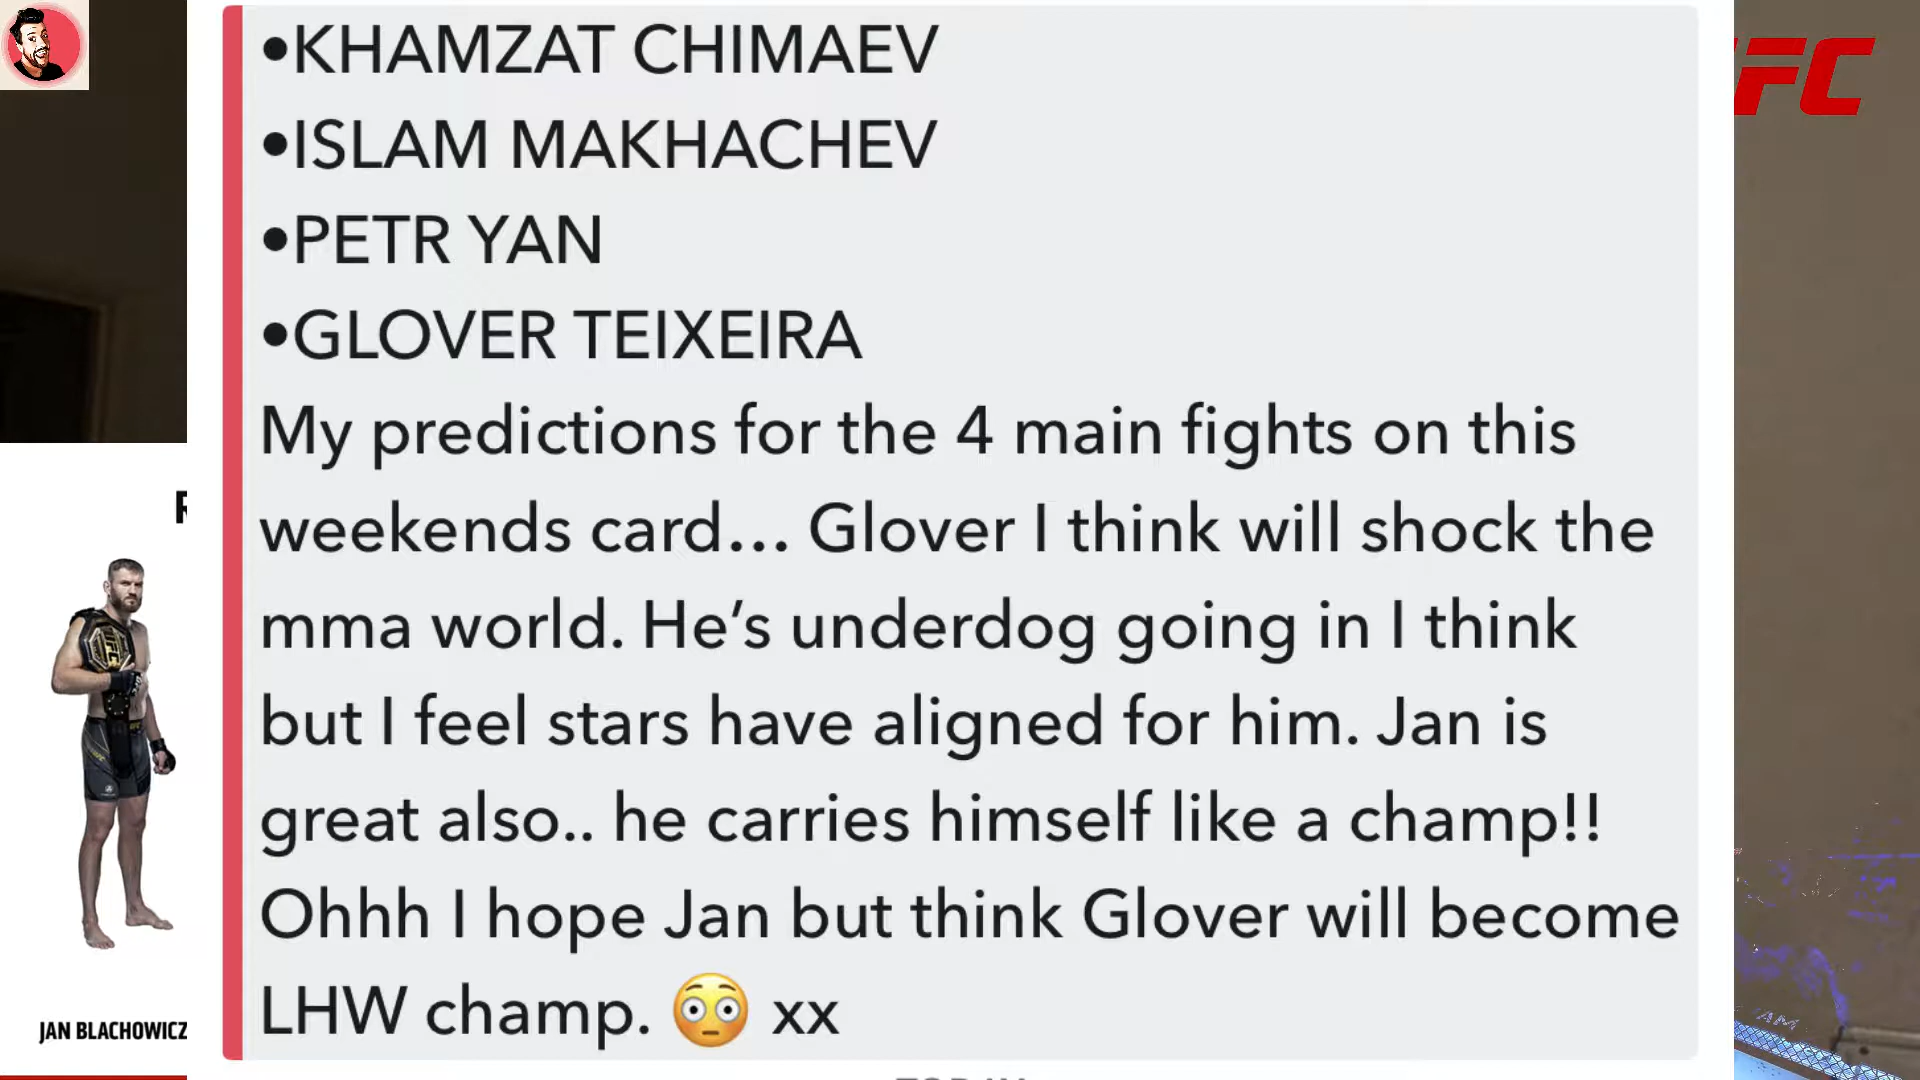 •KHAMZAT CHIMAEV
•ISLAM MAKHACHEV
•PETR YAN
•GLOVER TEIXEIRA
My predictions for the 4 main fights on this
weekends card... Glover I think will shock the
mma world. He’s underdog going in I think
but I feel stars have aligned for him. Jan is
great also.. he carries himself like a champ!!
Ohhh I hope Jan but think Glover will become
LHW champ. 😳 xx
FC
JAN BLACHOWICZ